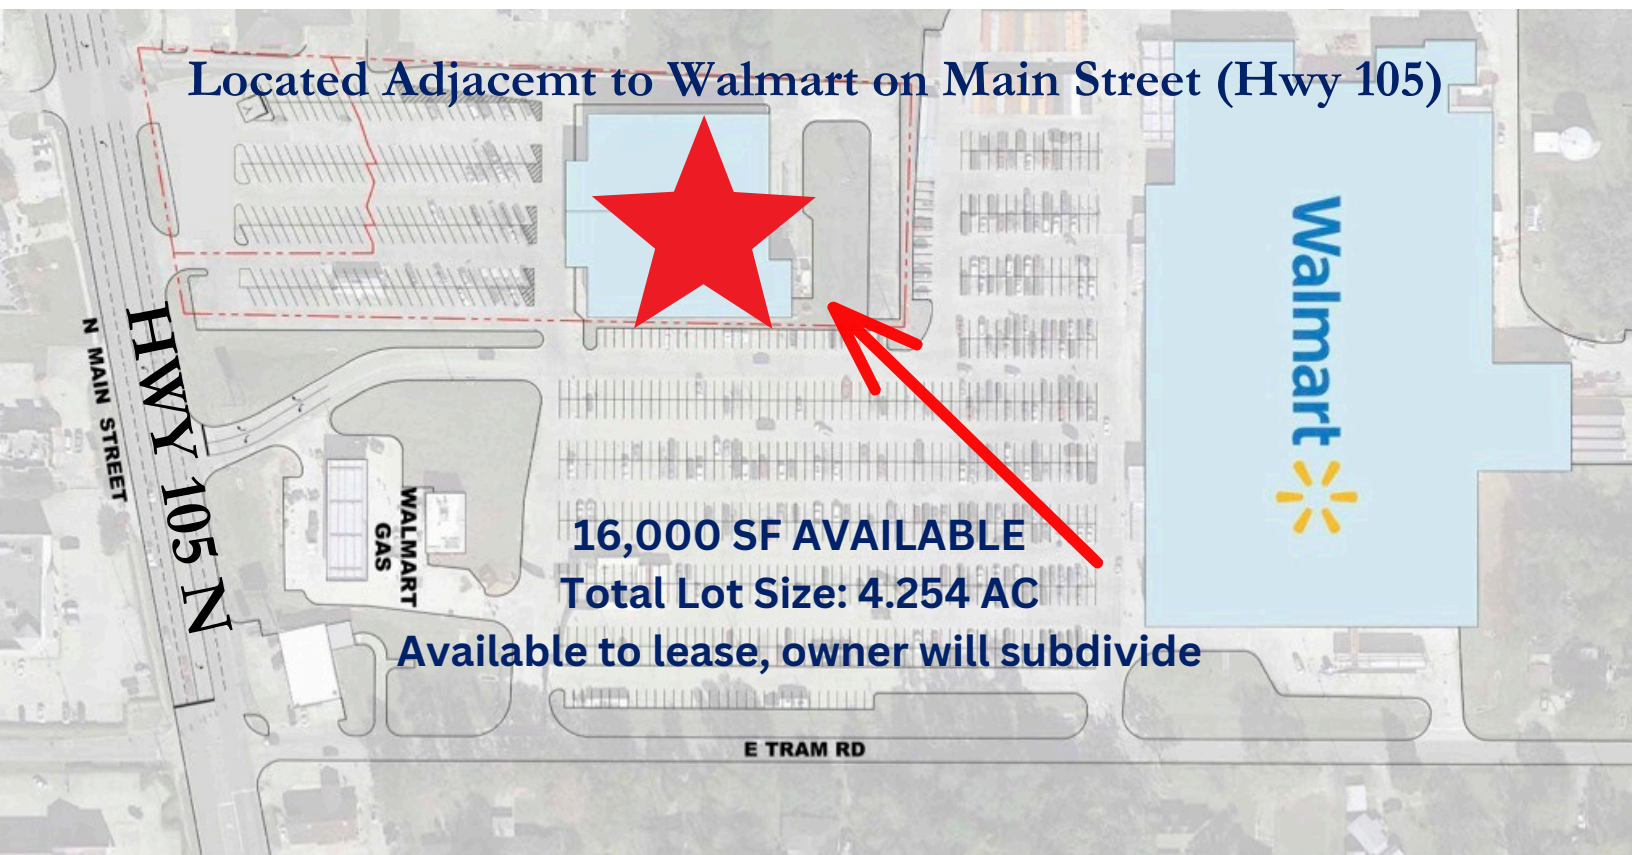 Located Adjacemt to Walmart on Main Street (Hwy 105)
Walmart
N MAIN STREET
HWY 105 N
WALMART
GAS
16,000 SF AVAILABLE
Total Lot Size: 4.254 AC
Available to lease, owner will subdivide
E TRAM RD